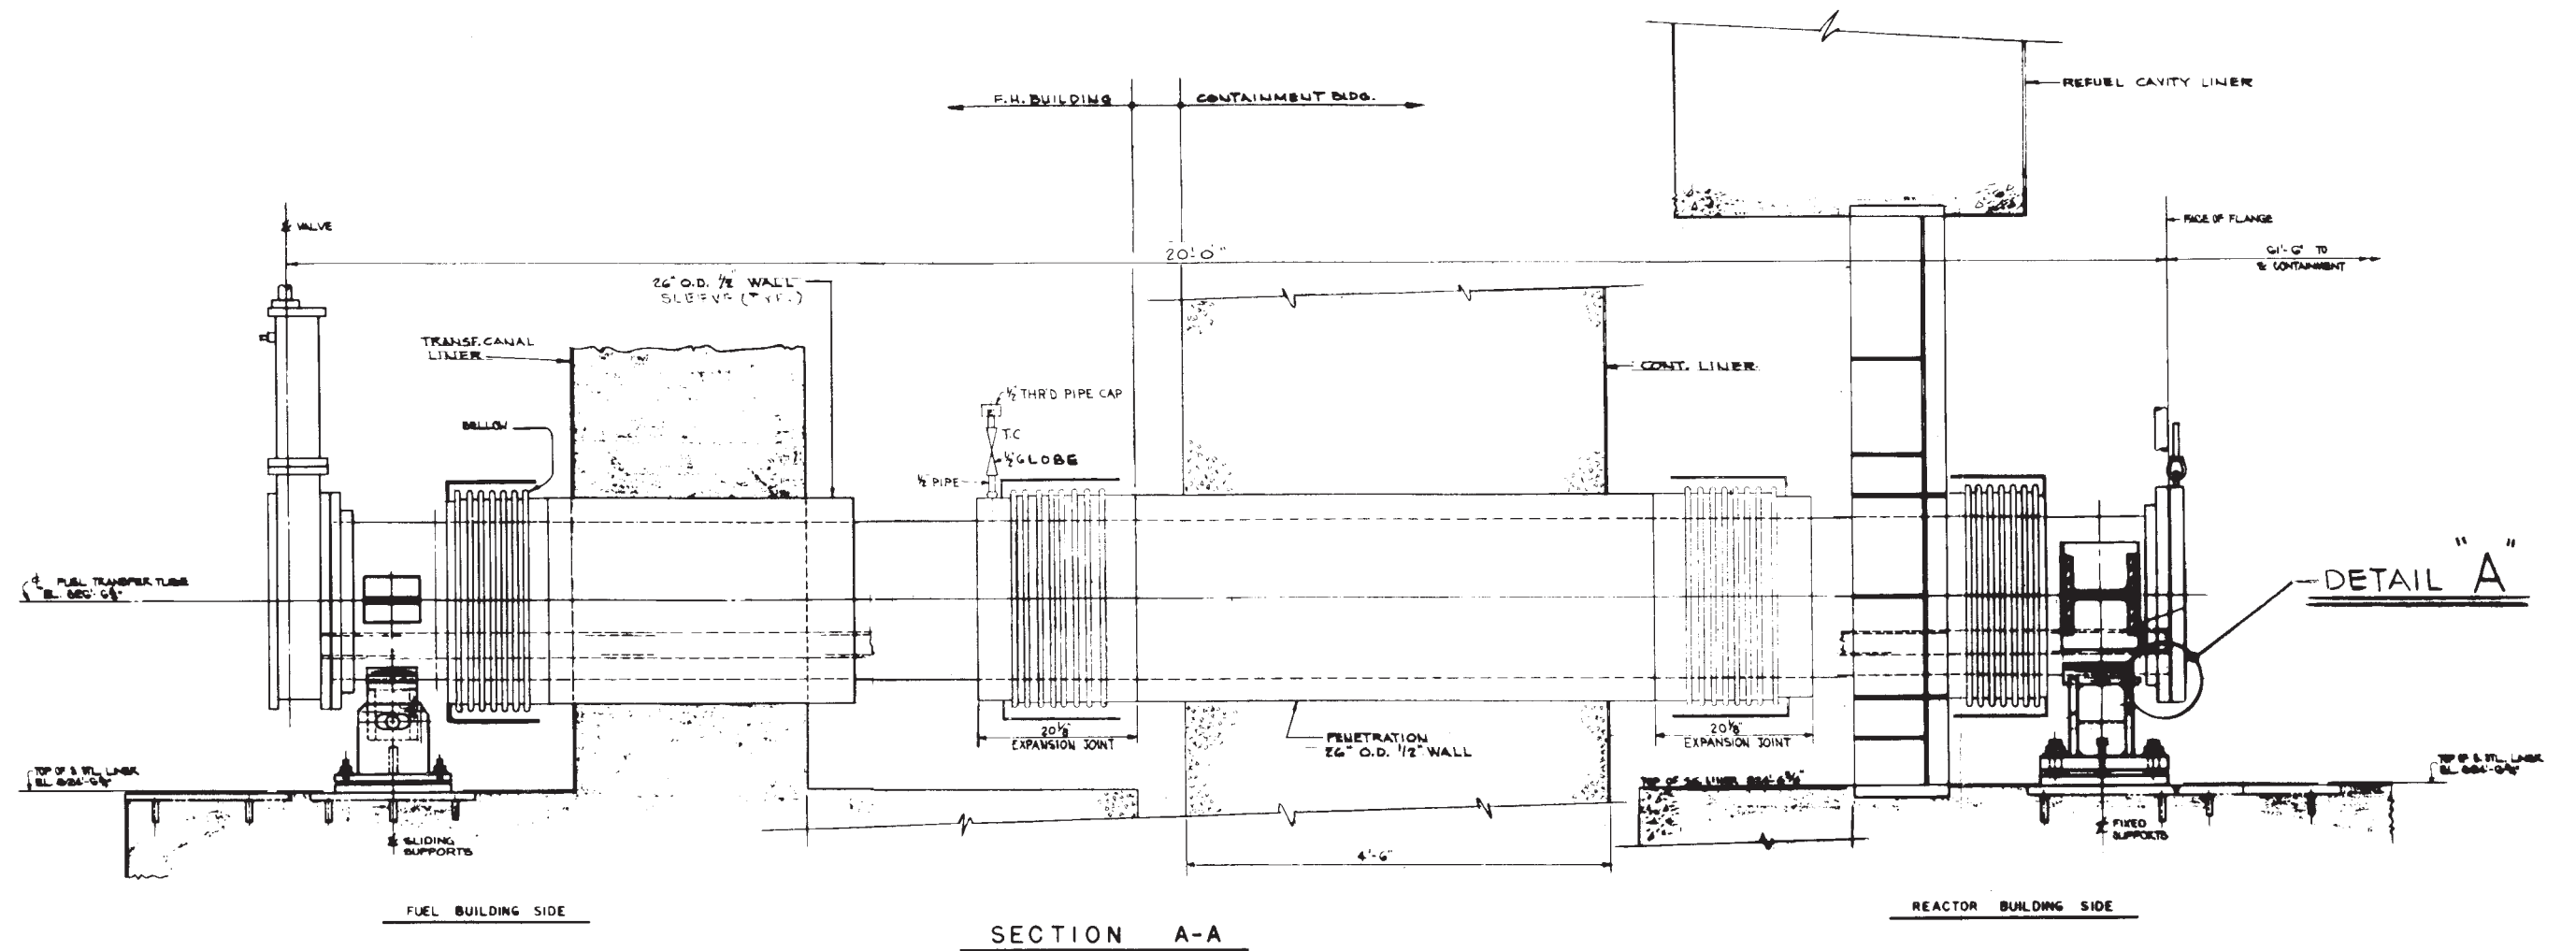 REFUEL CAVITY LINER
F.H. BUILDING
CONTAINMENT BLDG.
℄ VALVE
FACE OF FLANGE
20'-0"
61'-6" TO
℄ CONTAINMENT
26" O.D. 1/2" WALL
SLEEVE (TYP.)
TRANSF. CANAL
LINER
CONT. LINER
1/2" THR'D PIPE CAP
BELLOW
T.C
1/2" GLOBE
1/2" PIPE
DETAIL "A"
℄ FUEL TRANSFER TUBE
20 1/8"
EXPANSION JOINT
PENETRATION
26" O.D. 1/2" WALL
20 1/8"
EXPANSION JOINT
TOP OF S. STL. LINER
TOP OF S.S. LINER
TOP OF S. STL. LINER
℄ SLIDING
SUPPORTS
℄ FIXED
SUPPORTS
4'-6"
FUEL BUILDING SIDE
REACTOR BUILDING SIDE
SECTION A-A